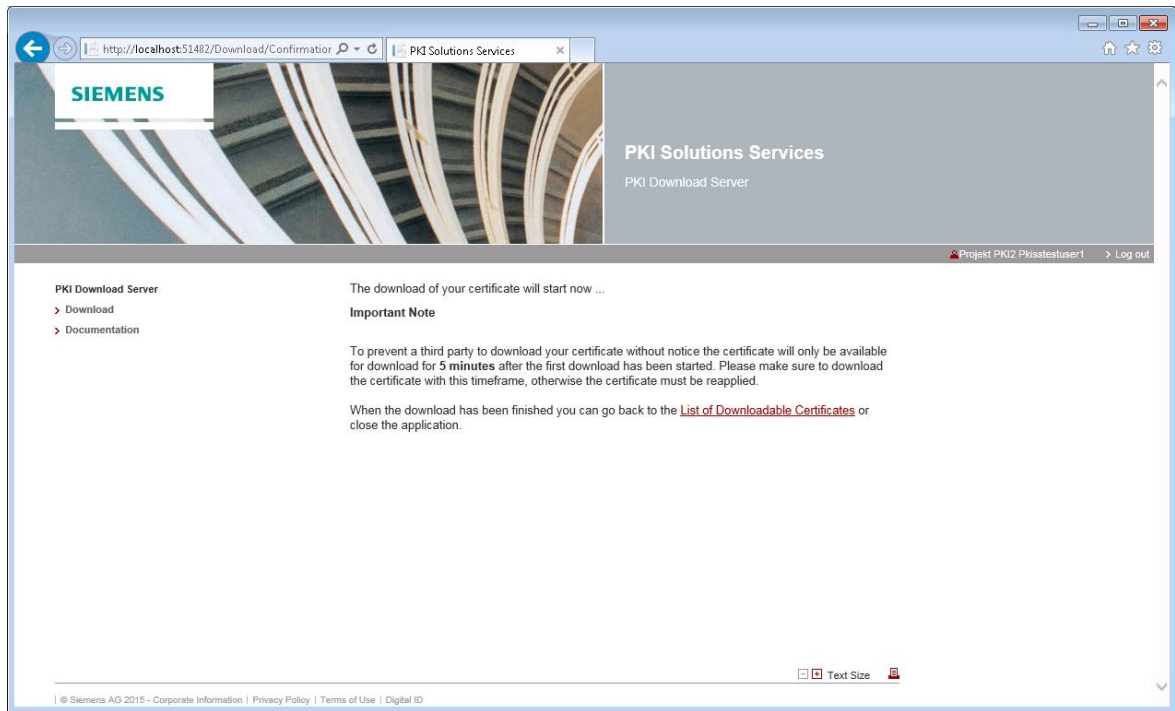 http://localhost:51482/Download/Confirmation
PKI Solutions Services
SIEMENS
PKI Solutions Services
PKI Download Server
Projekt PKI2 Pkisstestuser1 > Log out
PKI Download Server
> Download
> Documentation
The download of your certificate will start now ...
Important Note
To prevent a third party to download your certificate without notice the certificate will only be available
for download for 5 minutes after the first download has been started. Please make sure to download
the certificate with this timeframe, otherwise the certificate must be reapplied.
When the download has been finished you can go back to the List of Downloadable Certificates or
close the application.
Text Size
| © Siemens AG 2015 - Corporate Information | Privacy Policy | Terms of Use | Digital ID